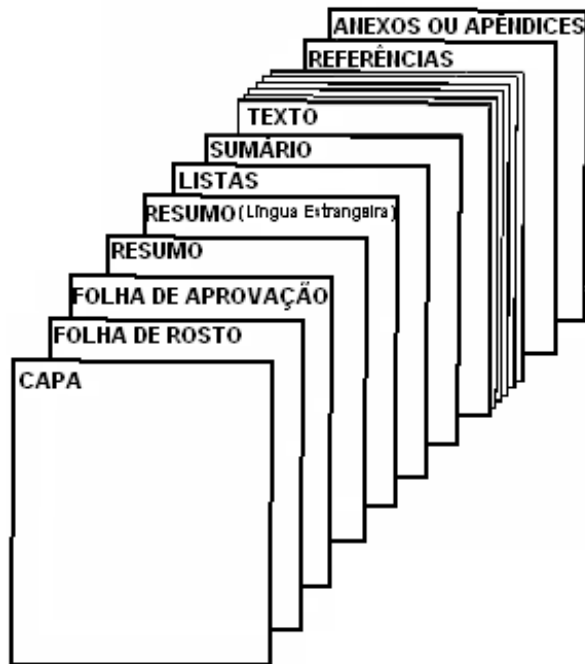 ANEXOS OU APÊNDICES
REFERÊNCIAS
TEXTO
SUMÁRIO
LISTAS
RESUMO (Língua Estrangeira)
RESUMO
FOLHA DE APROVAÇÃO
FOLHA DE ROSTO
CAPA